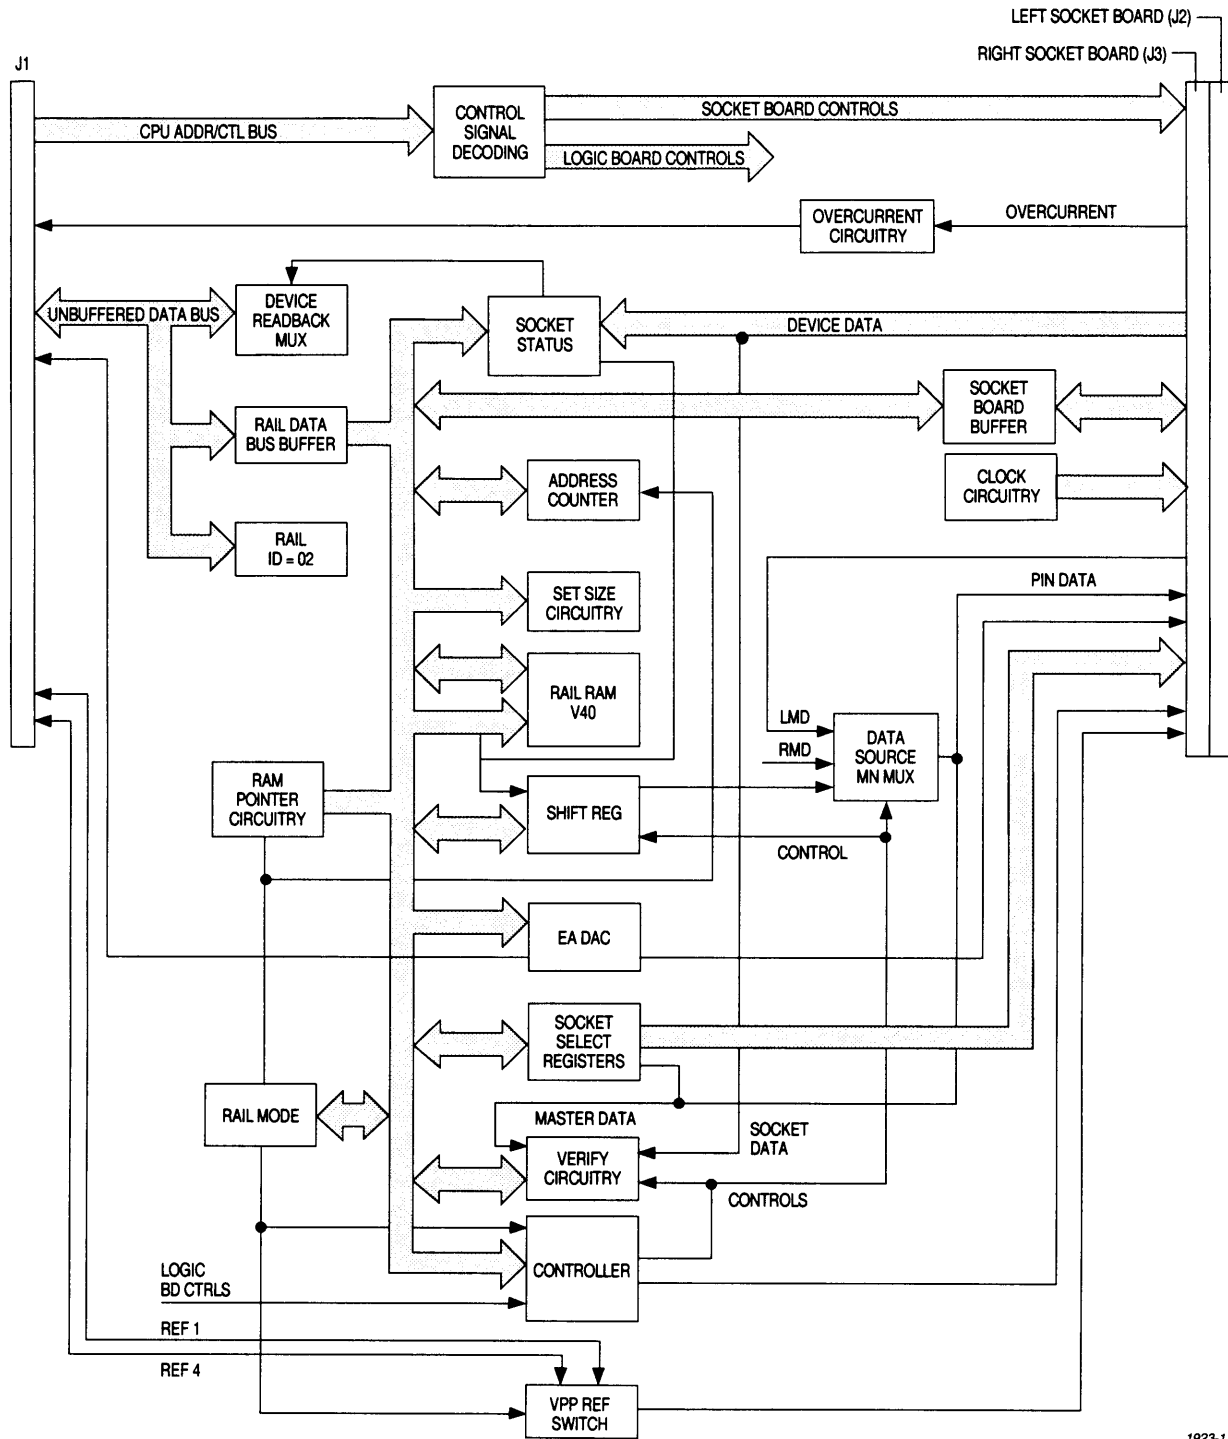 LEFT SOCKET BOARD (J2)
RIGHT SOCKET BOARD (J3)
J1
CPU ADDR/CTL BUS
CONTROL
SIGNAL
DECODING
SOCKET BOARD CONTROLS
LOGIC BOARD CONTROLS
OVERCURRENT
CIRCUITRY
OVERCURRENT
UNBUFFERED DATA BUS
DEVICE
READBACK
MUX
SOCKET
STATUS
DEVICE DATA
RAIL DATA
BUS BUFFER
SOCKET
BOARD
BUFFER
ADDRESS
COUNTER
CLOCK
CIRCUITRY
RAIL
ID = 02
SET SIZE
CIRCUITRY
PIN DATA
RAIL RAM
V40
LMD
RMD
DATA
SOURCE
MN MUX
RAM
POINTER
CIRCUITRY
SHIFT REG
CONTROL
EA DAC
SOCKET
SELECT
REGISTERS
RAIL MODE
MASTER DATA
SOCKET
DATA
VERIFY
CIRCUITRY
CONTROLS
CONTROLLER
LOGIC
BD CTRLS
REF 1
REF 4
VPP REF
SWITCH
1923-1